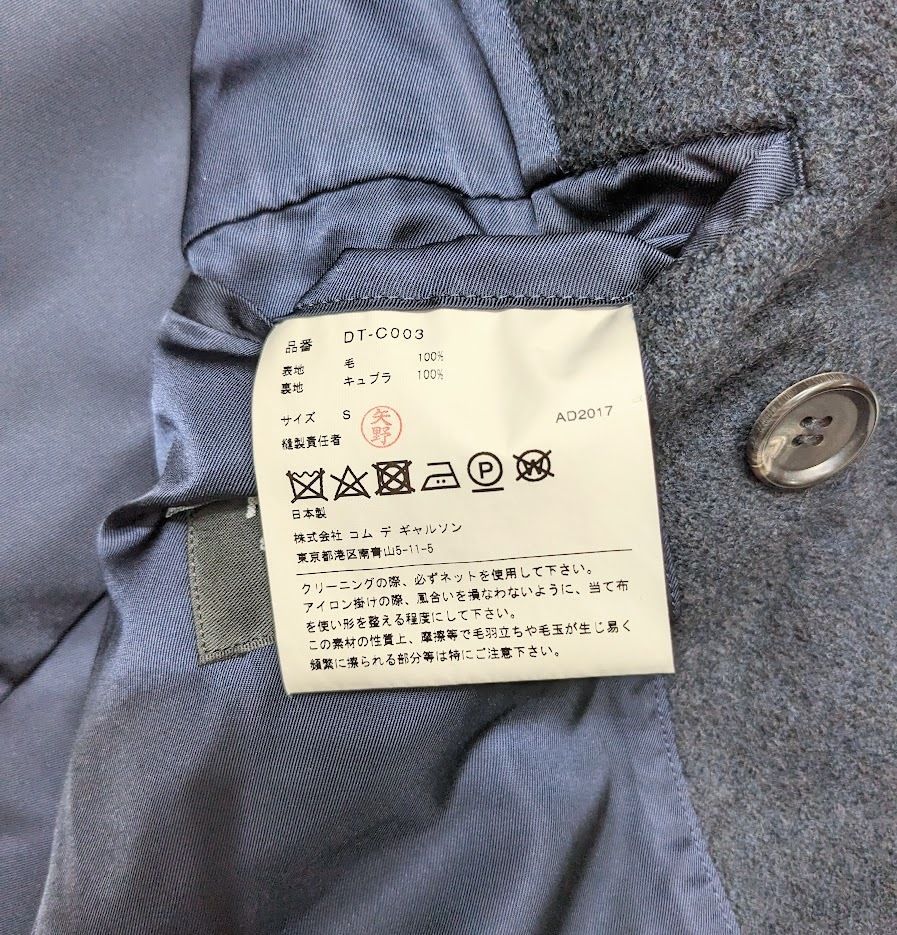 品番 DT-C003
表地 毛 100%
裏地 キュプラ 100%
サイズ S
矢野
AD2017
縫製責任者
P W
日本製
株式会社 コム デ ギャルソン
東京都港区南青山5-11-5
クリーニングの際、必ずネットを使用して下さい。
アイロン掛けの際、風合いを損なわないように、当て布
を使い形を整える程度にして下さい。
この素材の性質上、摩擦等で毛羽立ちや毛玉が生じ易く
頻繁に擦られる部分等は特にご注意下さい。